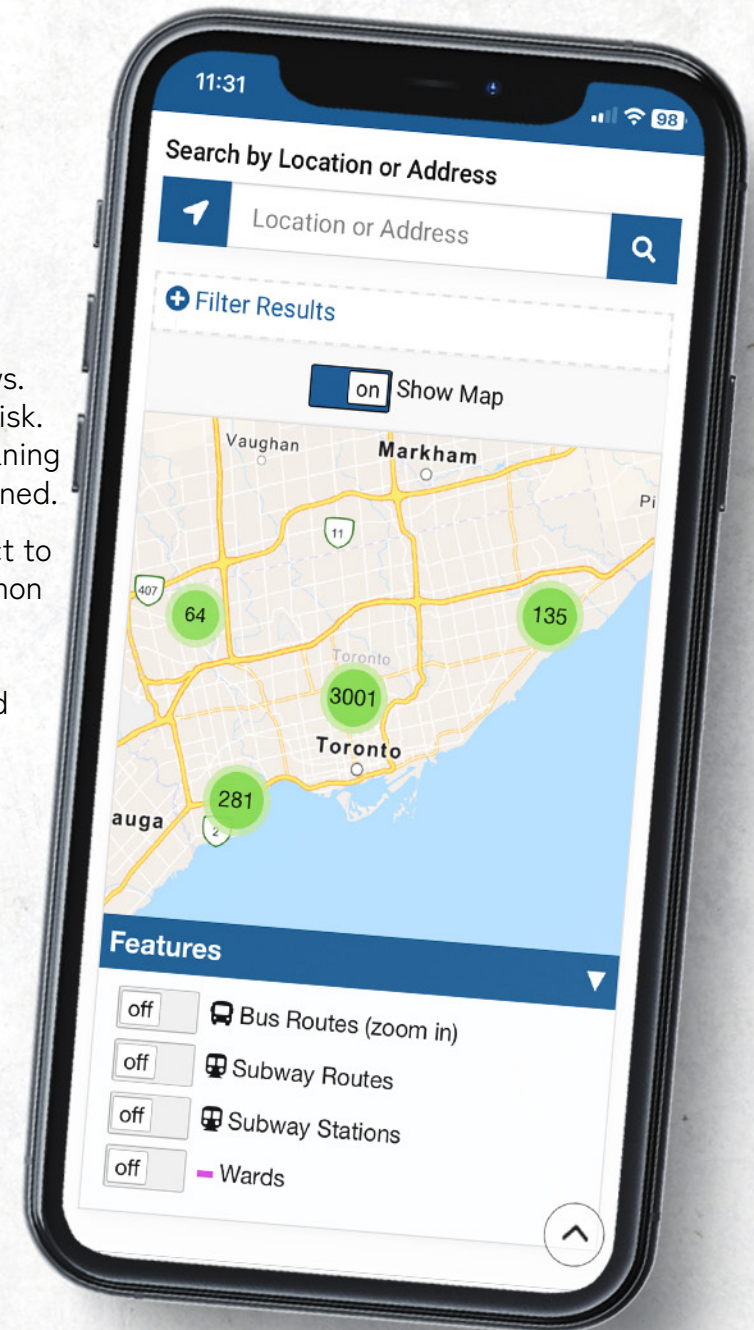 11:31
98
Search by Location or Address
Location or Address
Filter Results
on Show Map
Vaughan
Markham
Pi
11
407
64
135
Toronto
3001
Toronto
281
auga
2
Features
off Bus Routes (zoom in)
off Subway Routes
off Subway Stations
off Wards
vs.
isk.
ning
ned.
t to
non
d